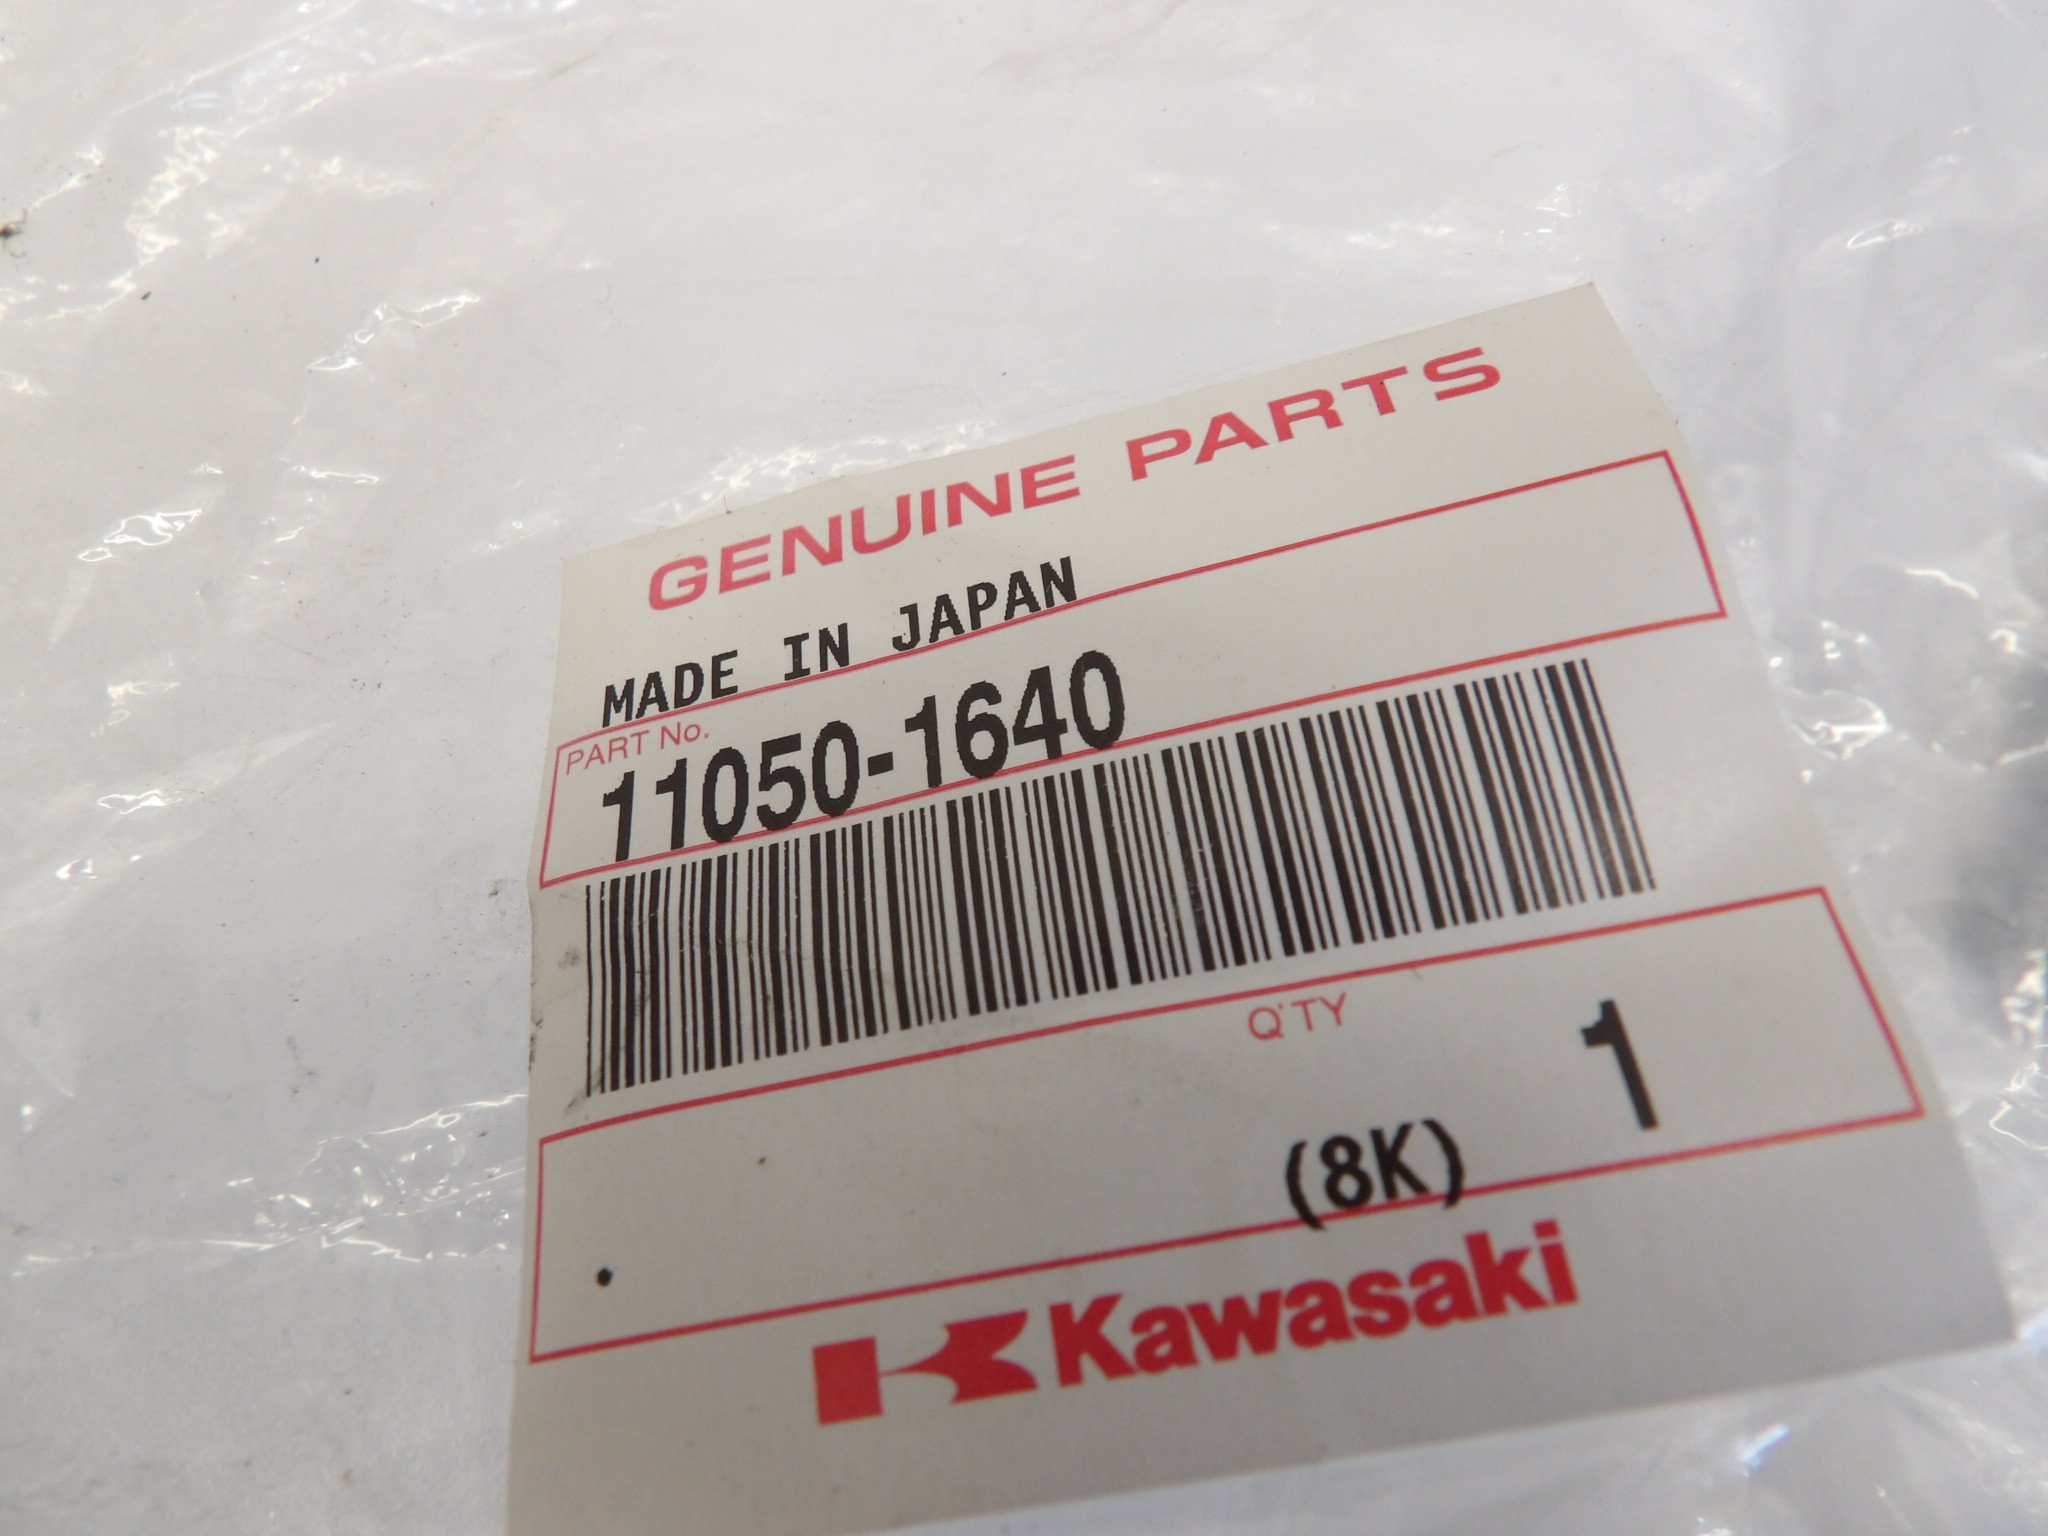 GENUINE PARTS
MADE IN JAPAN
PART No.
11050-1640
Q'TY
1
(8K)
Kawasaki